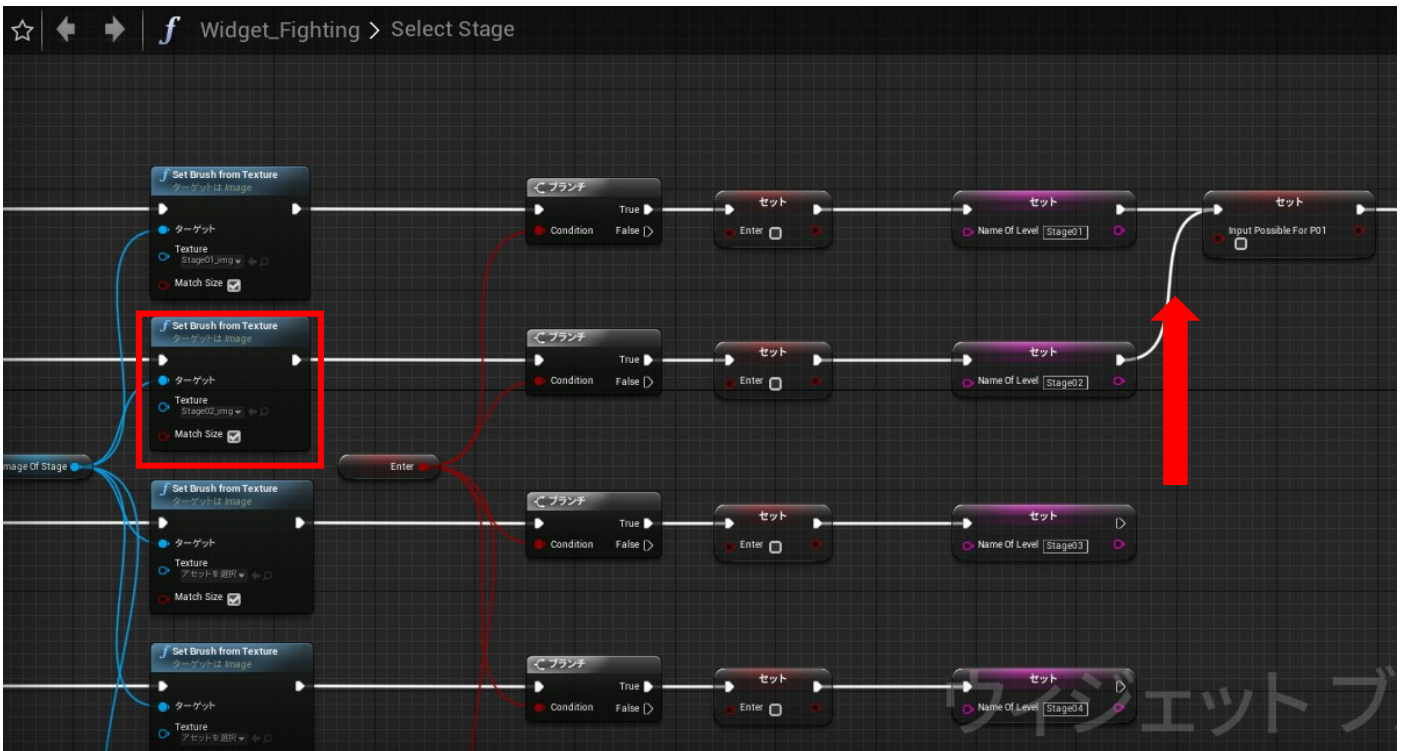 Widget_Fighting > Select Stage
Set Brush from Texture
ターゲットは Image
ターゲット
Texture
Stage01_img
Match Size
ブランチ
True
Condition
False
セット
Enter
セット
Name Of Level Stage01
セット
Input Possible For P01
Set Brush from Texture
ターゲットは Image
ターゲット
Texture
Stage02_img
Match Size
ブランチ
True
Condition
False
セット
Enter
セット
Name Of Level Stage02
mage Of Stage
Enter
Set Brush from Texture
ターゲットは Image
ターゲット
Texture
アセットを選択
Match Size
ブランチ
True
Condition
False
セット
Enter
セット
Name Of Level Stage03
Set Brush from Texture
ターゲットは Image
ターゲット
Texture
アセットを選択
ブランチ
True
Condition
False
セット
Enter
セット
Name Of Level Stage04
ウィジェット ブ